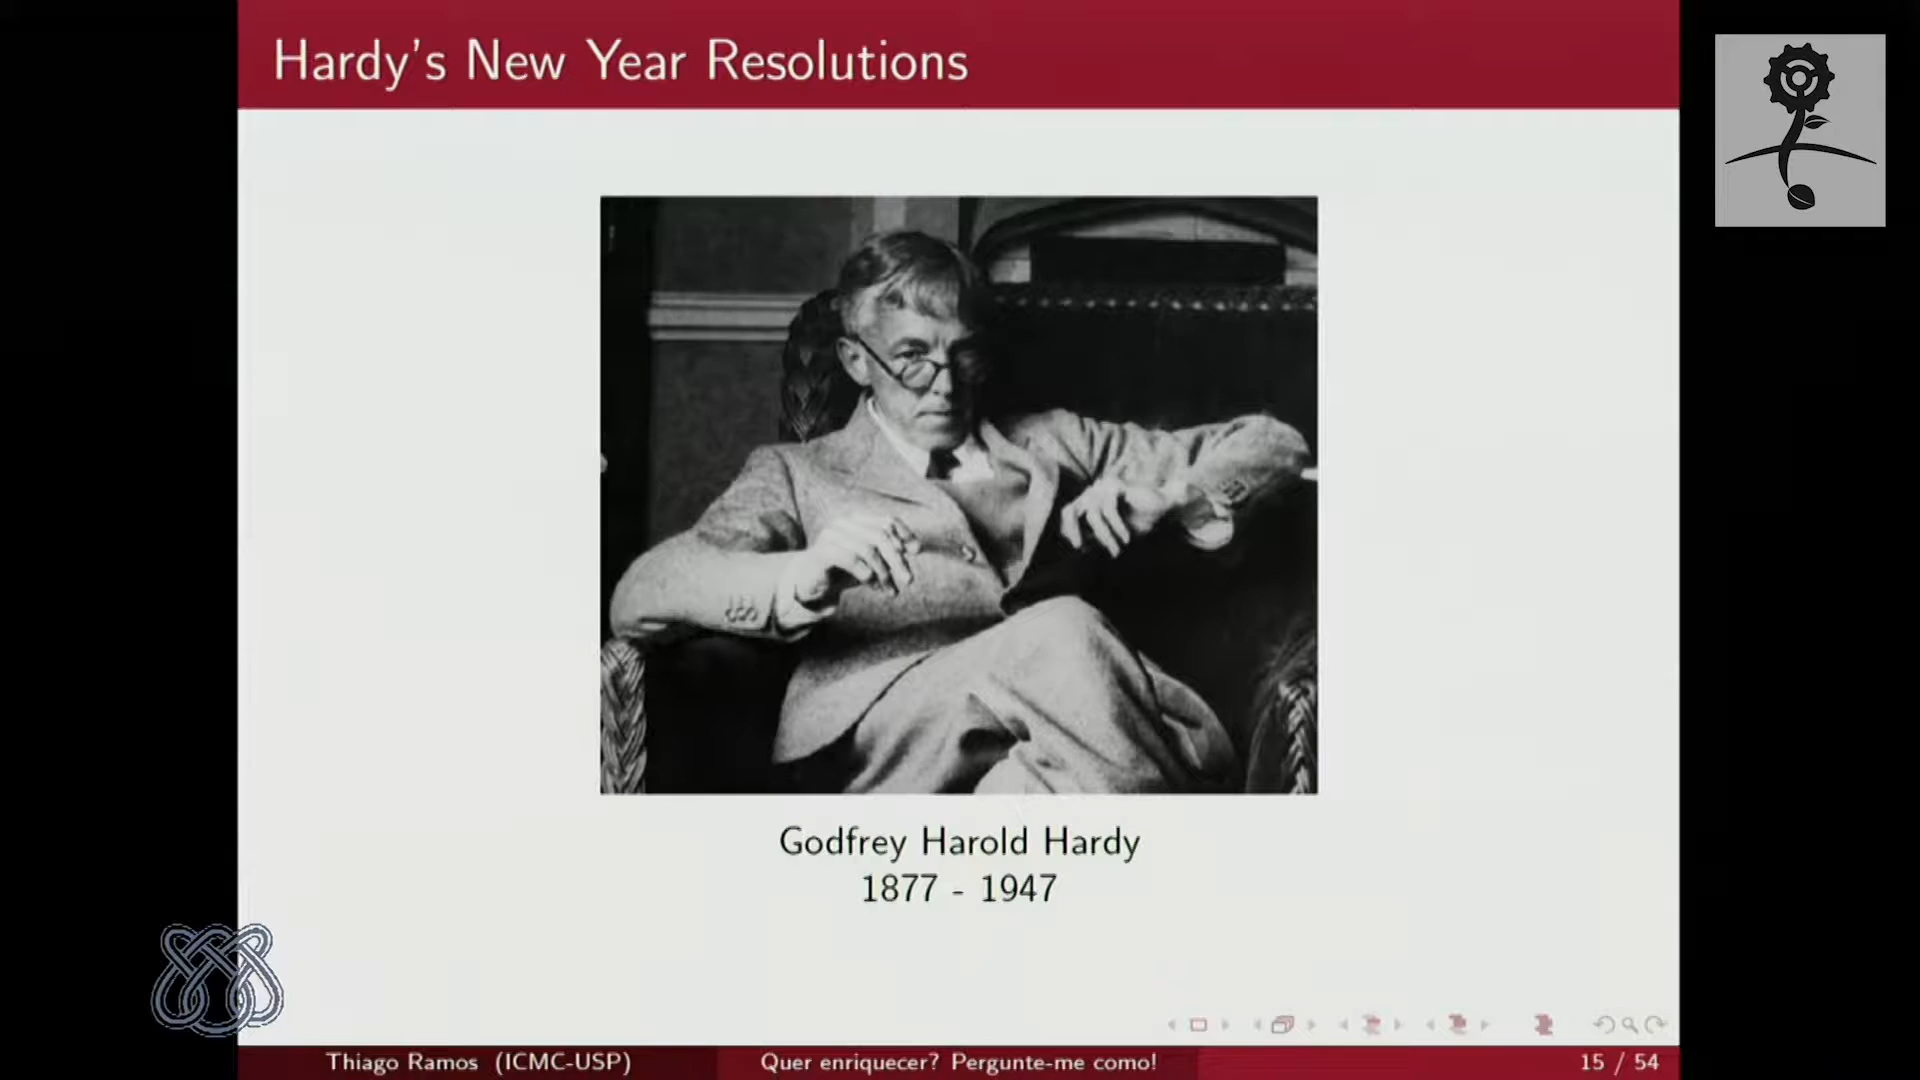 Hardy's New Year Resolutions
Godfrey Harold Hardy
1877 - 1947
Thiago Ramos (ICMC-USP)
Quer enriquecer? Pergunte-me como!
15 / 54